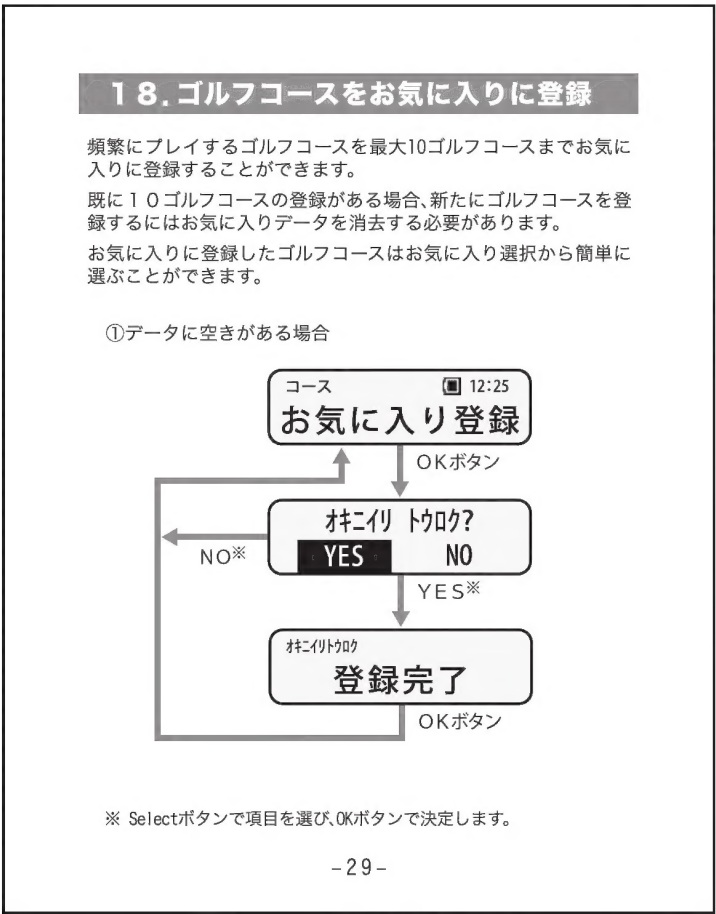 18.ゴルフコースをお気に入りに登録
頻繁にプレイするゴルフコースを最大10ゴルフコースまでお気に
入りに登録することができます。
既に10ゴルフコースの登録がある場合、新たにゴルフコースを登
録するにはお気に入りデータを消去する必要があります。
お気に入りに登録したゴルフコースはお気に入り選択から簡単に
選ぶことができます。
①データに空きがある場合
コース 12:25
お気に入り登録
OKボタン
オキニイリ トウロク?
YES NO
NO※
YES※
オキニイリトウロク
登録完了
OKボタン
※ Selectボタンで項目を選び、OKボタンで決定します。
-29-